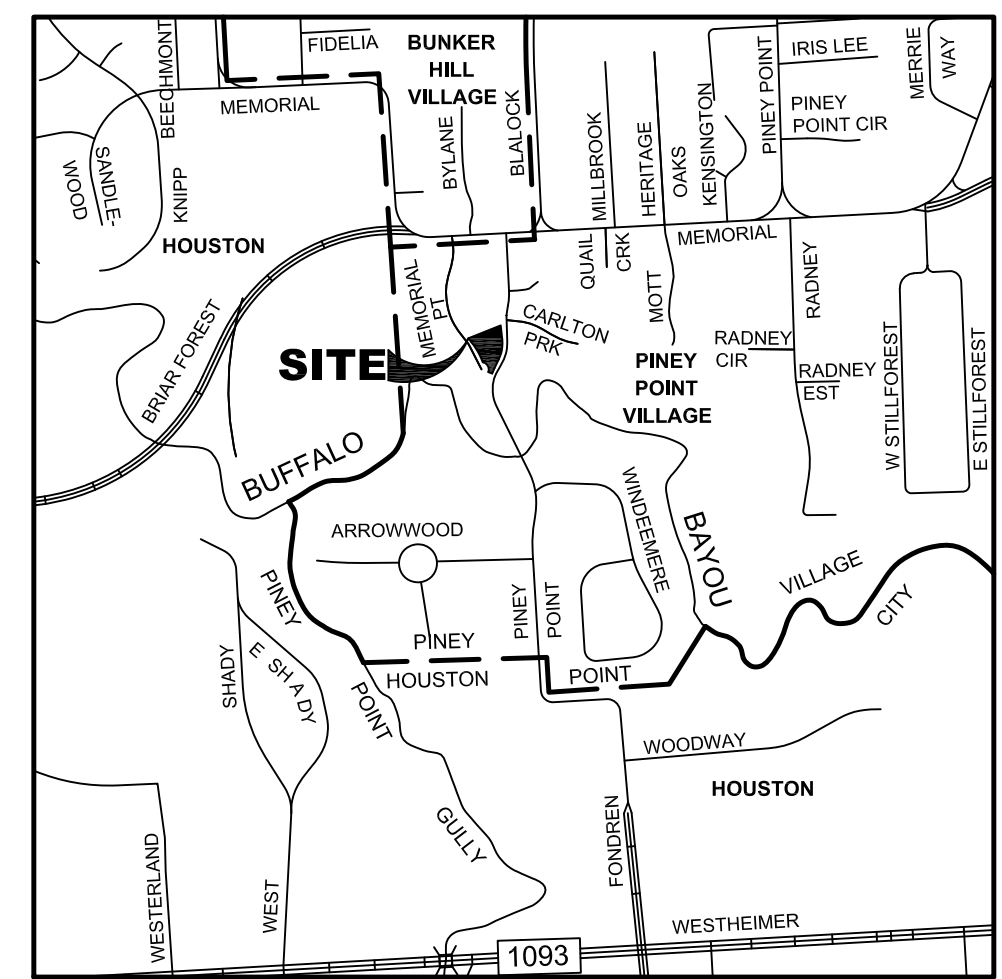 FIDELIA
BUNKER
HILL
VILLAGE
IRIS LEE
MERRIE
WAY
BEECHMONT
MEMORIAL
BYLANE
BLALOCK
MILLBROOK
HERITAGE
OAKS
KENSINGTON
PINEY POINT
PINEY
POINT CIR
SANDLE-
WOOD
KNIPP
HOUSTON
MEMORIAL
PT
QUAIL
CRK
MEMORIAL
MOTT
RADNEY
BRIAR FOREST
SITE
CARLTON
PRK
PINEY
POINT
VILLAGE
RADNEY
CIR
RADNEY
EST
W STILLFOREST
E STILLFOREST
BUFFALO
BAYOU
WINDEMERE
ARROWWOOD
PINEY
POINT
VILLAGE
CITY
PINEY
POINT
GULLY
PINEY
POINT
HOUSTON
SHADY
E SHADY
WOODWAY
HOUSTON
FONDREN
WESTERLAND
WEST
WESTHEIMER
1093